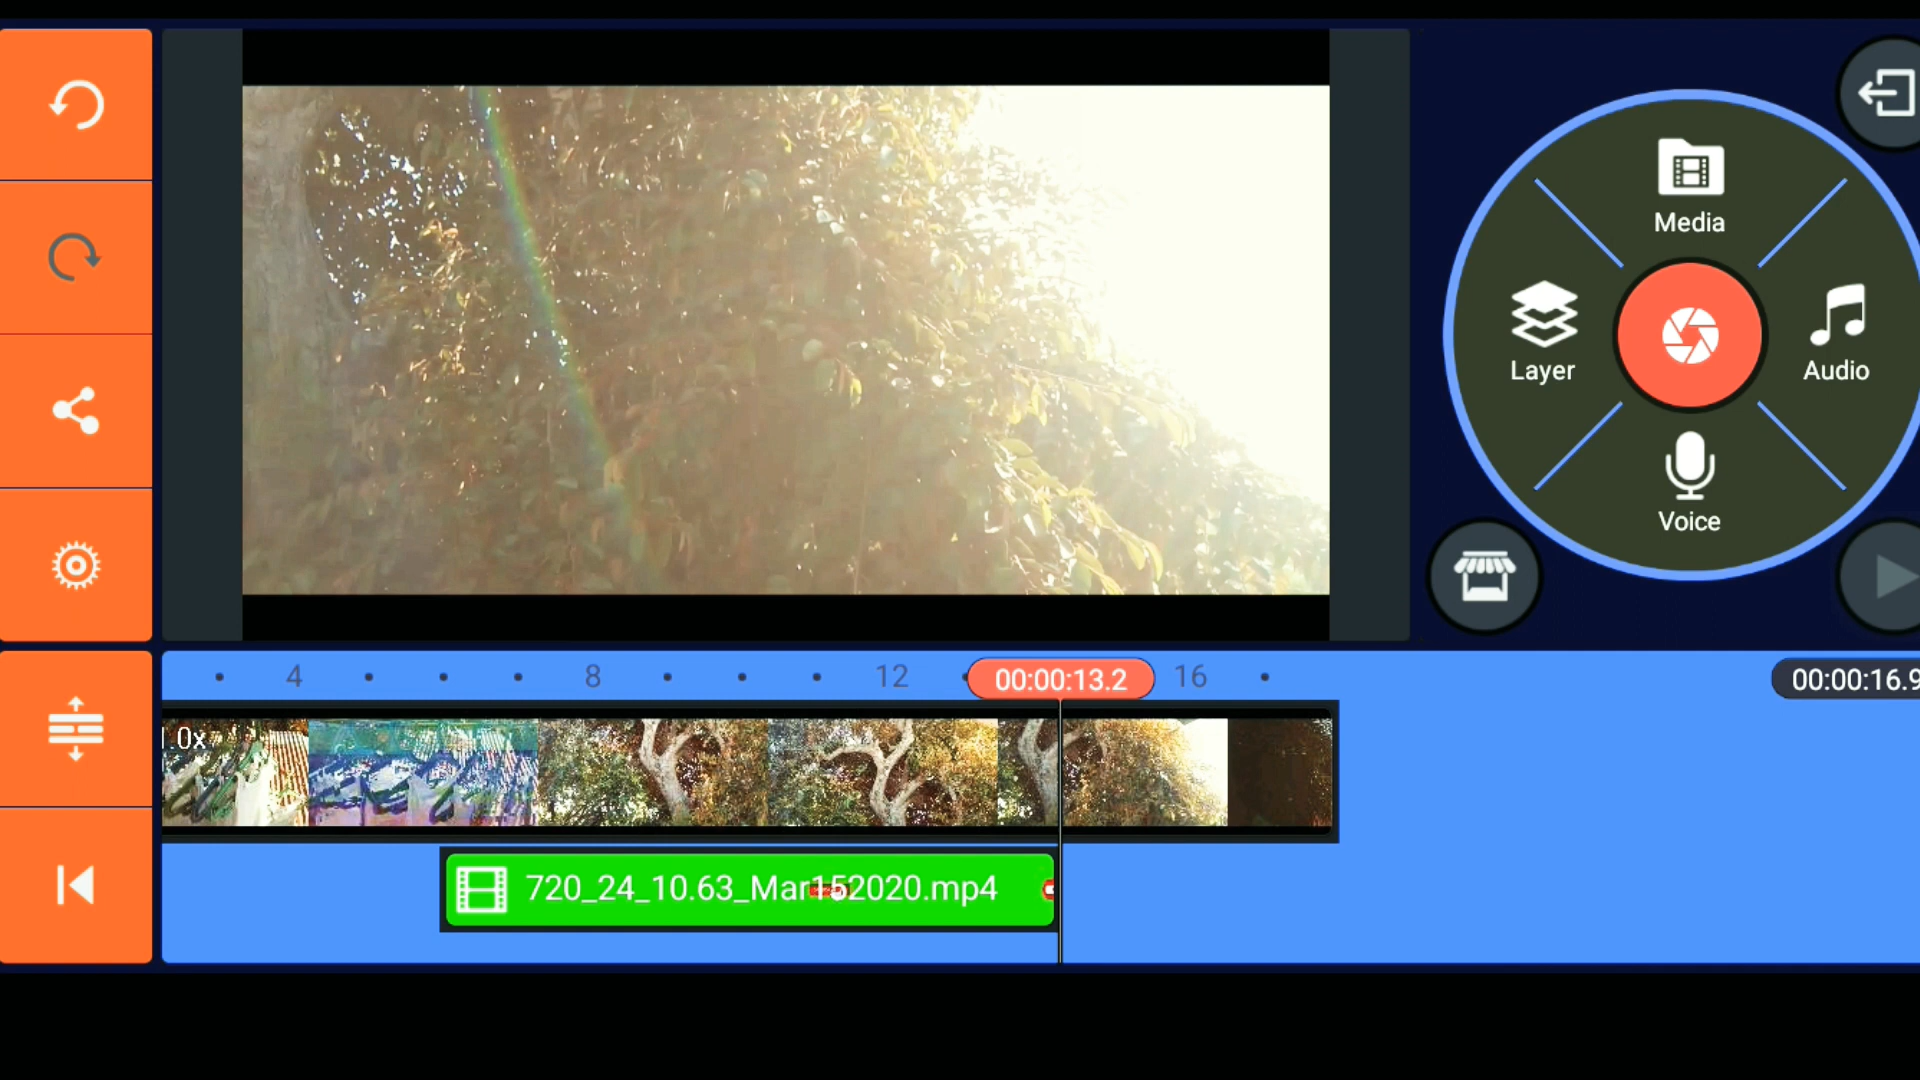 Media
Layer
Audio
Voice
4 8 12 00:00:13.2 16 00:00:16.9
.0x
720_24_10.63_Mar152020.mp4